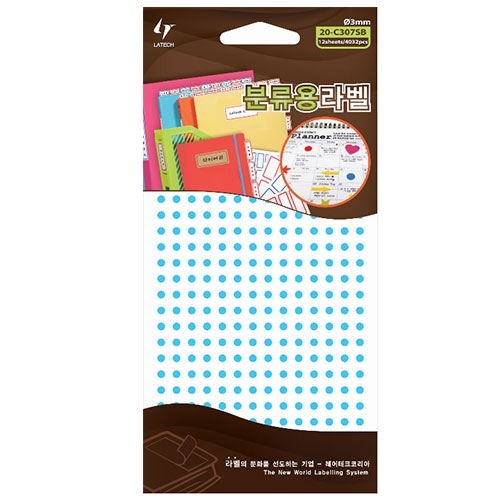 LATECH
Ø3mm
20-C307SB
12sheets/4032pcs
분류용라벨
Planner
라벨의 문화를 선도하는 기업 - 레이테크코리아
The New World Labelling System